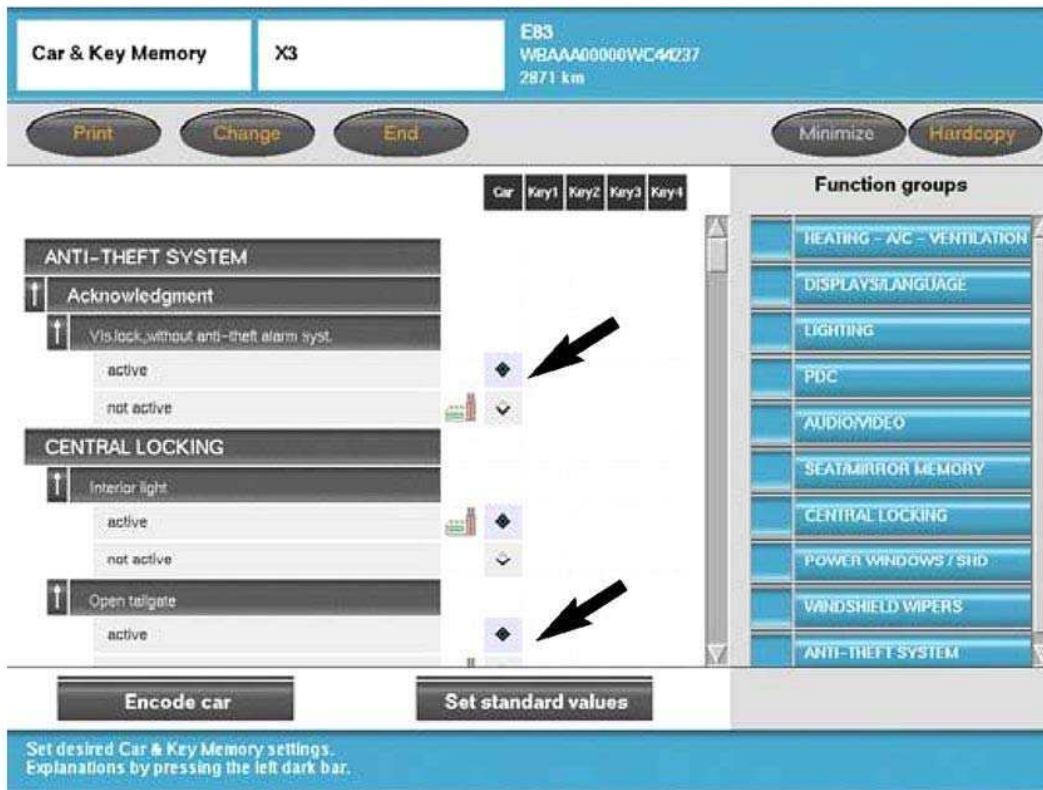 Car & Key Memory
X3
E83
WBAAA00000WC44237
2871 km
Print
Change
End
Minimize
Hardcopy
Car
Key1
Key2
Key3
Key4
Function groups
ANTI-THEFT SYSTEM
Acknowledgment
Vis.lock.,without anti-theft alarm syst.
active
not active
CENTRAL LOCKING
Interior light
active
not active
Open tailgate
active
HEATING - A/C - VENTILATION
DISPLAYS/LANGUAGE
LIGHTING
PDC
AUDIO/VIDEO
SEAT/MIRROR MEMORY
CENTRAL LOCKING
POWER WINDOWS / SHD
WINDSHIELD WIPERS
ANTI-THEFT SYSTEM
Encode car
Set standard values
Set desired Car & Key Memory settings.
Explanations by pressing the left dark bar.